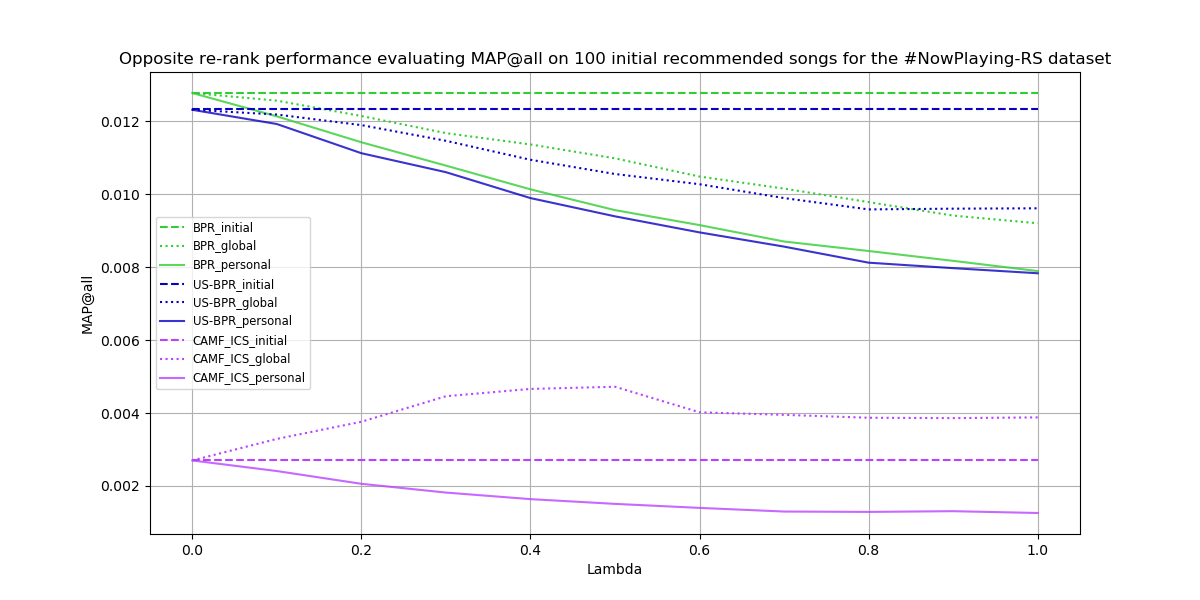 Opposite re-rank performance evaluating MAP@all on 100 initial recommended songs for the #NowPlaying-RS dataset
MAP@all
0.012
0.010
0.008
0.006
0.004
0.002
BPR_initial
BPR_global
BPR_personal
US-BPR_initial
US-BPR_global
US-BPR_personal
CAMF_ICS_initial
CAMF_ICS_global
CAMF_ICS_personal
0.0 0.2 0.4 0.6 0.8 1.0
Lambda